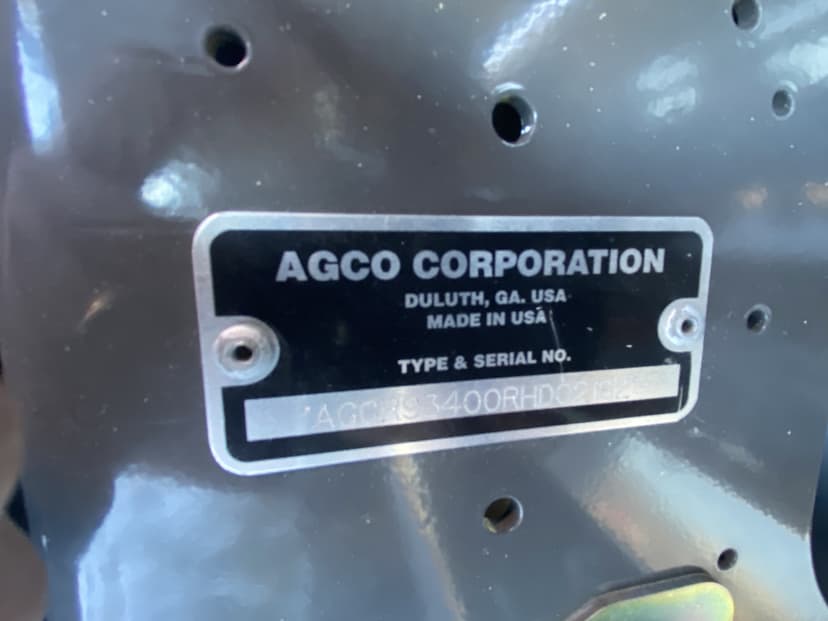 AGCO CORPORATION
DULUTH, GA. USA
MADE IN USA
TYPE & SERIAL NO.